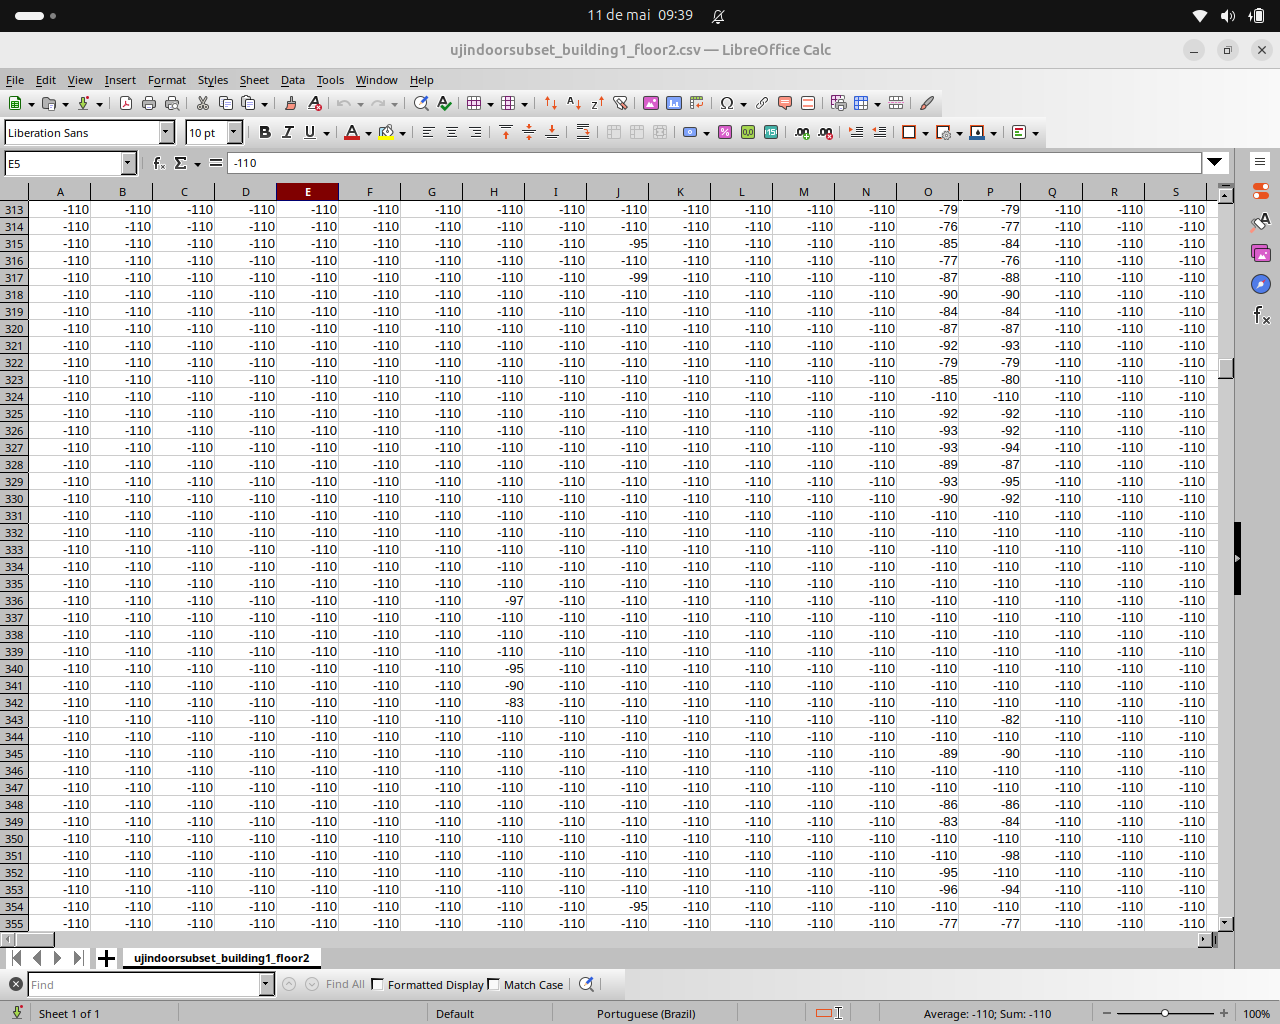 11 de mai 09:39
ujindoorsubset_building1_floor2.csv — LibreOffice Calc
File Edit View Insert Format Styles Sheet Data Tools Window Help
Liberation Sans 10 pt
E5 -110
A B C D E F G H I J K L M N O P Q R S
313 -110 -110 -110 -110 -110 -110 -110 -110 -110 -110 -110 -110 -110 -110 -79 -79 -110 -110 -110
314 -110 -110 -110 -110 -110 -110 -110 -110 -110 -110 -110 -110 -110 -110 -76 -77 -110 -110 -110
315 -110 -110 -110 -110 -110 -110 -110 -110 -110 -95 -110 -110 -110 -110 -85 -84 -110 -110 -110
316 -110 -110 -110 -110 -110 -110 -110 -110 -110 -110 -110 -110 -110 -110 -77 -76 -110 -110 -110
317 -110 -110 -110 -110 -110 -110 -110 -110 -110 -99 -110 -110 -110 -110 -87 -88 -110 -110 -110
318 -110 -110 -110 -110 -110 -110 -110 -110 -110 -110 -110 -110 -110 -110 -90 -90 -110 -110 -110
319 -110 -110 -110 -110 -110 -110 -110 -110 -110 -110 -110 -110 -110 -110 -84 -84 -110 -110 -110
320 -110 -110 -110 -110 -110 -110 -110 -110 -110 -110 -110 -110 -110 -110 -87 -87 -110 -110 -110
321 -110 -110 -110 -110 -110 -110 -110 -110 -110 -110 -110 -110 -110 -110 -92 -93 -110 -110 -110
322 -110 -110 -110 -110 -110 -110 -110 -110 -110 -110 -110 -110 -110 -110 -79 -79 -110 -110 -110
323 -110 -110 -110 -110 -110 -110 -110 -110 -110 -110 -110 -110 -110 -110 -85 -80 -110 -110 -110
324 -110 -110 -110 -110 -110 -110 -110 -110 -110 -110 -110 -110 -110 -110 -110 -110 -110 -110 -110
325 -110 -110 -110 -110 -110 -110 -110 -110 -110 -110 -110 -110 -110 -110 -92 -92 -110 -110 -110
326 -110 -110 -110 -110 -110 -110 -110 -110 -110 -110 -110 -110 -110 -110 -93 -92 -110 -110 -110
327 -110 -110 -110 -110 -110 -110 -110 -110 -110 -110 -110 -110 -110 -110 -93 -94 -110 -110 -110
328 -110 -110 -110 -110 -110 -110 -110 -110 -110 -110 -110 -110 -110 -110 -89 -87 -110 -110 -110
329 -110 -110 -110 -110 -110 -110 -110 -110 -110 -110 -110 -110 -110 -110 -93 -95 -110 -110 -110
330 -110 -110 -110 -110 -110 -110 -110 -110 -110 -110 -110 -110 -110 -110 -90 -92 -110 -110 -110
331 -110 -110 -110 -110 -110 -110 -110 -110 -110 -110 -110 -110 -110 -110 -110 -110 -110 -110 -110
332 -110 -110 -110 -110 -110 -110 -110 -110 -110 -110 -110 -110 -110 -110 -110 -110 -110 -110 -110
333 -110 -110 -110 -110 -110 -110 -110 -110 -110 -110 -110 -110 -110 -110 -110 -110 -110 -110 -110
334 -110 -110 -110 -110 -110 -110 -110 -110 -110 -110 -110 -110 -110 -110 -110 -110 -110 -110 -110
335 -110 -110 -110 -110 -110 -110 -110 -110 -110 -110 -110 -110 -110 -110 -110 -110 -110 -110 -110
336 -110 -110 -110 -110 -110 -110 -110 -97 -110 -110 -110 -110 -110 -110 -110 -110 -110 -110 -110
337 -110 -110 -110 -110 -110 -110 -110 -110 -110 -110 -110 -110 -110 -110 -110 -110 -110 -110 -110
338 -110 -110 -110 -110 -110 -110 -110 -110 -110 -110 -110 -110 -110 -110 -110 -110 -110 -110 -110
339 -110 -110 -110 -110 -110 -110 -110 -110 -110 -110 -110 -110 -110 -110 -110 -110 -110 -110 -110
340 -110 -110 -110 -110 -110 -110 -110 -95 -110 -110 -110 -110 -110 -110 -110 -110 -110 -110 -110
341 -110 -110 -110 -110 -110 -110 -110 -90 -110 -110 -110 -110 -110 -110 -110 -110 -110 -110 -110
342 -110 -110 -110 -110 -110 -110 -110 -83 -110 -110 -110 -110 -110 -110 -110 -110 -110 -110 -110
343 -110 -110 -110 -110 -110 -110 -110 -110 -110 -110 -110 -110 -110 -110 -110 -82 -110 -110 -110
344 -110 -110 -110 -110 -110 -110 -110 -110 -110 -110 -110 -110 -110 -110 -110 -110 -110 -110 -110
345 -110 -110 -110 -110 -110 -110 -110 -110 -110 -110 -110 -110 -110 -110 -89 -90 -110 -110 -110
346 -110 -110 -110 -110 -110 -110 -110 -110 -110 -110 -110 -110 -110 -110 -110 -110 -110 -110 -110
347 -110 -110 -110 -110 -110 -110 -110 -110 -110 -110 -110 -110 -110 -110 -110 -110 -110 -110 -110
348 -110 -110 -110 -110 -110 -110 -110 -110 -110 -110 -110 -110 -110 -110 -86 -86 -110 -110 -110
349 -110 -110 -110 -110 -110 -110 -110 -110 -110 -110 -110 -110 -110 -110 -83 -84 -110 -110 -110
350 -110 -110 -110 -110 -110 -110 -110 -110 -110 -110 -110 -110 -110 -110 -110 -110 -110 -110 -110
351 -110 -110 -110 -110 -110 -110 -110 -110 -110 -110 -110 -110 -110 -110 -110 -98 -110 -110 -110
352 -110 -110 -110 -110 -110 -110 -110 -110 -110 -110 -110 -110 -110 -110 -95 -110 -110 -110 -110
353 -110 -110 -110 -110 -110 -110 -110 -110 -110 -110 -110 -110 -110 -110 -96 -94 -110 -110 -110
354 -110 -110 -110 -110 -110 -110 -110 -110 -110 -95 -110 -110 -110 -110 -110 -110 -110 -110 -110
355 -110 -110 -110 -110 -110 -110 -110 -110 -110 -110 -110 -110 -110 -110 -77 -77 -110 -110 -110
ujindoorsubset_building1_floor2
Find Find All Formatted Display Match Case
Sheet 1 of 1 Default Portuguese (Brazil) Average: -110; Sum: -110 100%